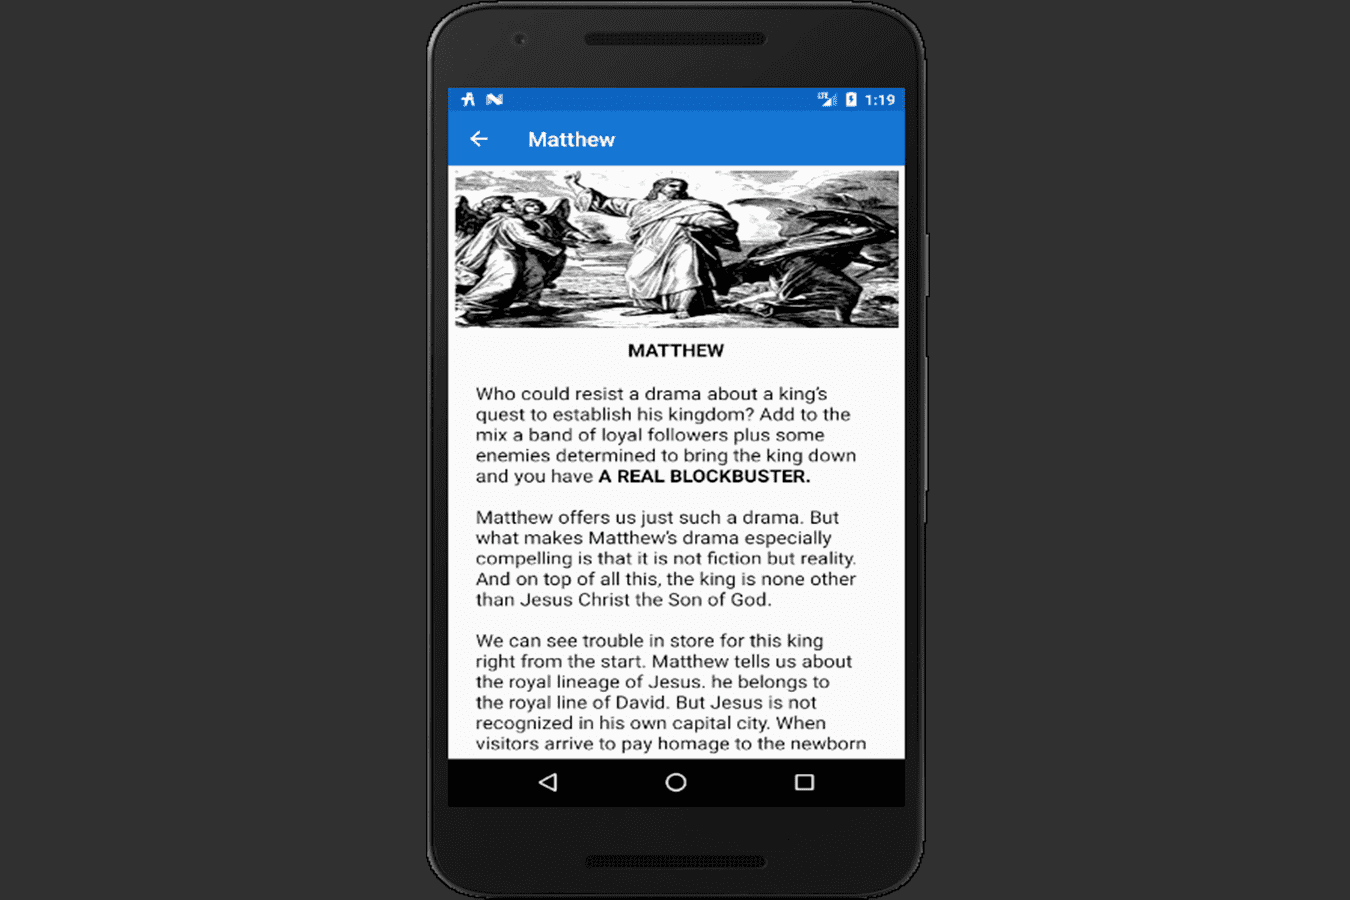 LTE 1:19
Matthew
MATTHEW
Who could resist a drama about a king's
quest to establish his kingdom? Add to the
mix a band of loyal followers plus some
enemies determined to bring the king down
and you have A REAL BLOCKBUSTER.
Matthew offers us just such a drama. But
what makes Matthew's drama especially
compelling is that it is not fiction but reality.
And on top of all this, the king is none other
than Jesus Christ the Son of God.
We can see trouble in store for this king
right from the start. Matthew tells us about
the royal lineage of Jesus. he belongs to
the royal line of David. But Jesus is not
recognized in his own capital city. When
visitors arrive to pay homage to the newborn